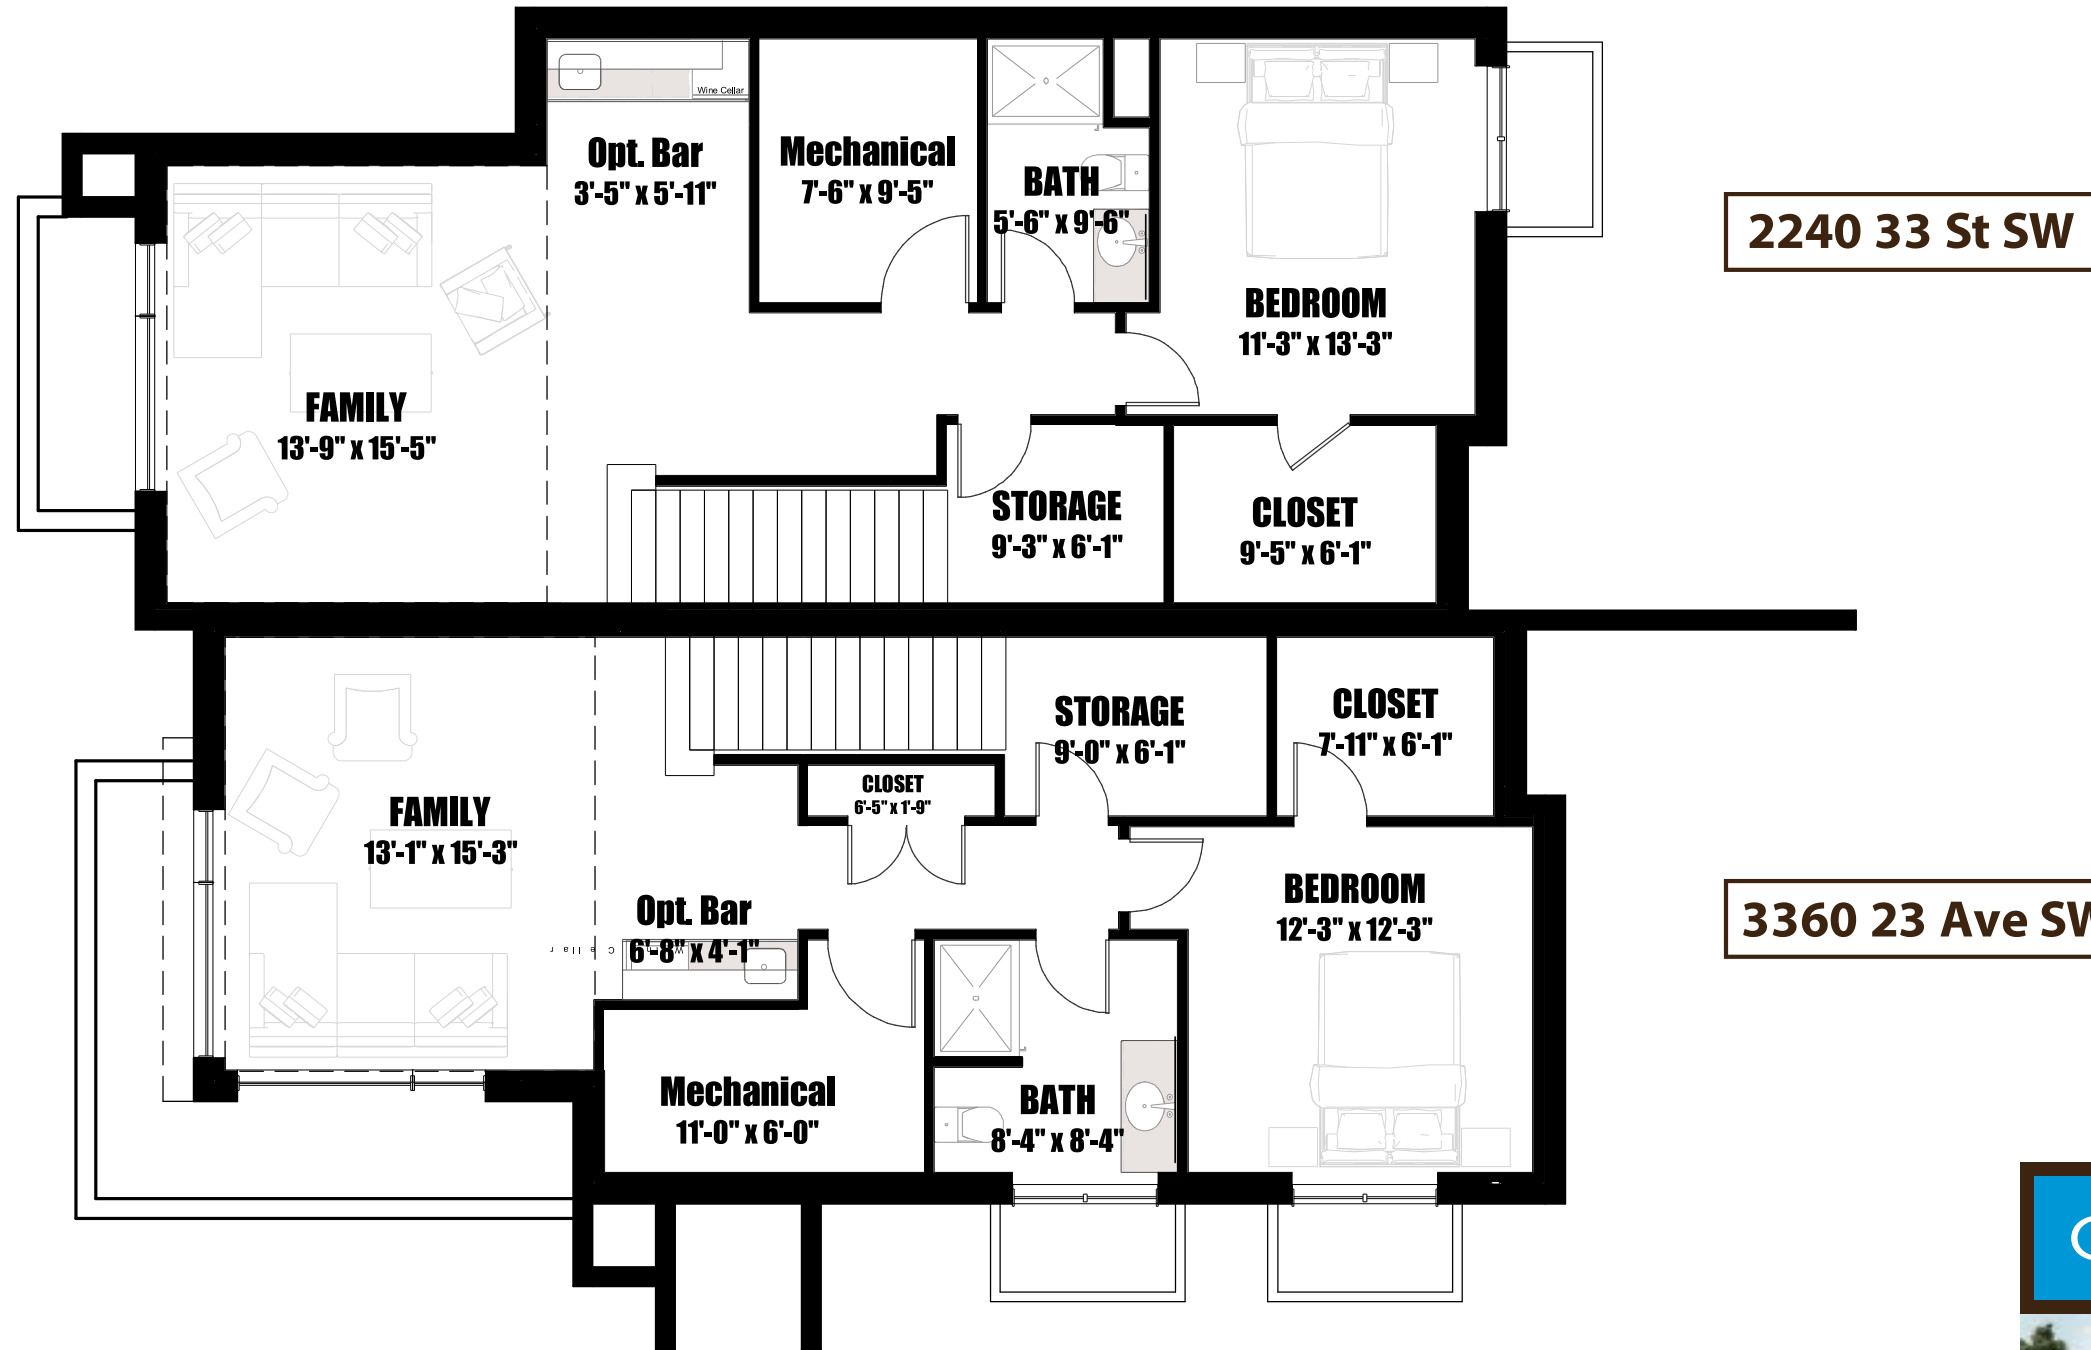 Wine Cellar
Opt. Bar
3'-5" x 5'-11"
Mechanical
7'-6" x 9'-5"
BATH
5'-6" x 9'-6"
BEDROOM
11'-3" x 13'-3"
2240 33 St SW
FAMILY
13'-9" x 15'-5"
STORAGE
9'-3" x 6'-1"
CLOSET
9'-5" x 6'-1"
STORAGE
9'-0" x 6'-1"
CLOSET
7'-11" x 6'-1"
CLOSET
6'-5" x 1'-9"
FAMILY
13'-1" x 15'-3"
Opt. Bar
6'-8" x 4'-1"
BEDROOM
12'-3" x 12'-3"
3360 23 Ave SW
Mechanical
11'-0" x 6'-0"
BATH
8'-4" x 8'-4"